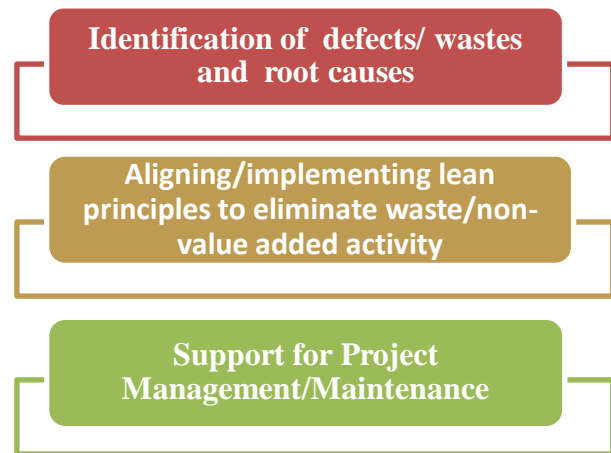 Identification of defects/ wastes
and root causes
Aligning/implementing lean
principles to eliminate waste/non-
value added activity
Support for Project
Management/Maintenance